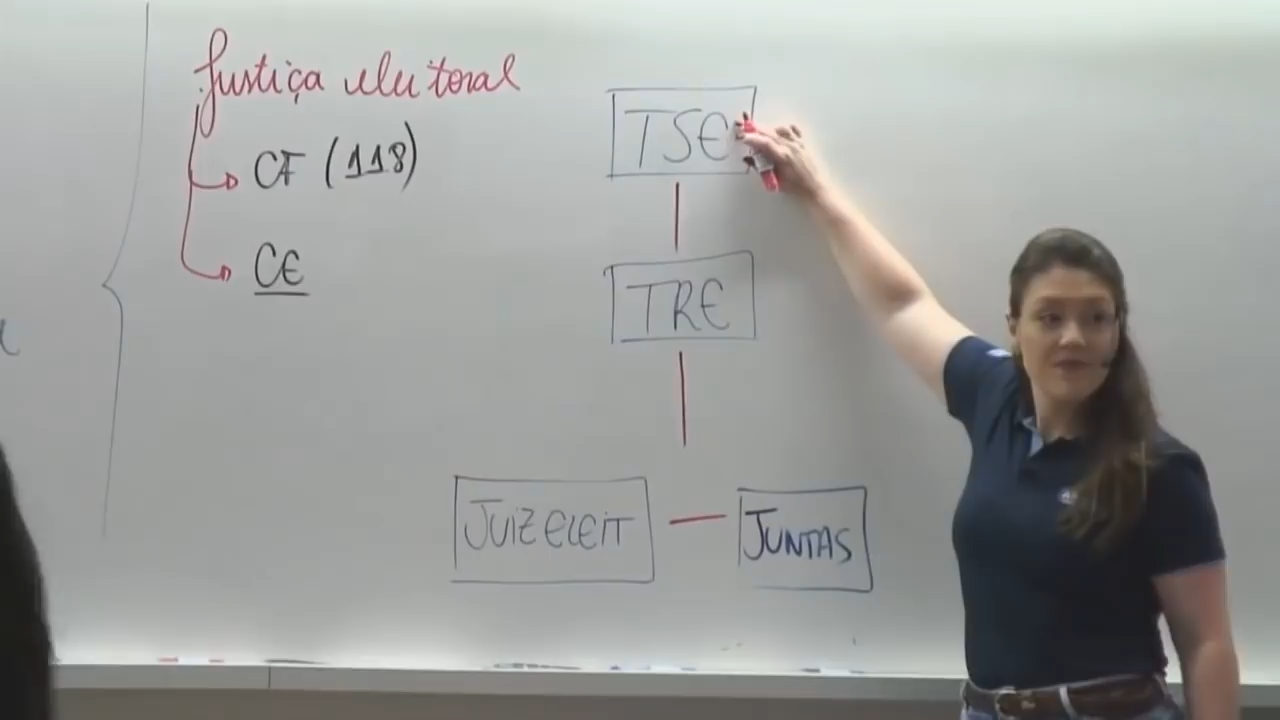 Justiça eleitoral
CF (118)
CE
TSE
TRE
JUIZ ELEIT
JUNTAS